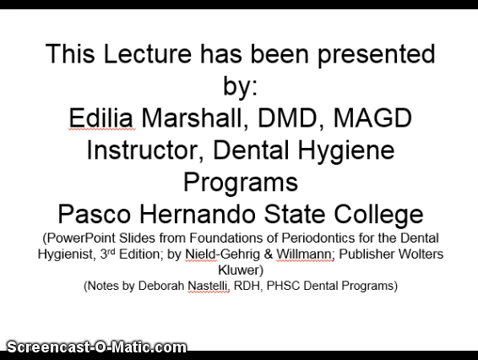 This Lecture has been presented
by:
Edilia Marshall, DMD, MAGD
Instructor, Dental Hygiene
Programs
Pasco Hernando State College
(PowerPoint Slides from Foundations of Periodontics for the Dental
Hygienist, 3rd Edition; by Nield-Gehrig & Willmann; Publisher Wolters
Kluwer)
(Notes by Deborah Nastelli, RDH, PHSC Dental Programs)
Screencast-O-Matic.com